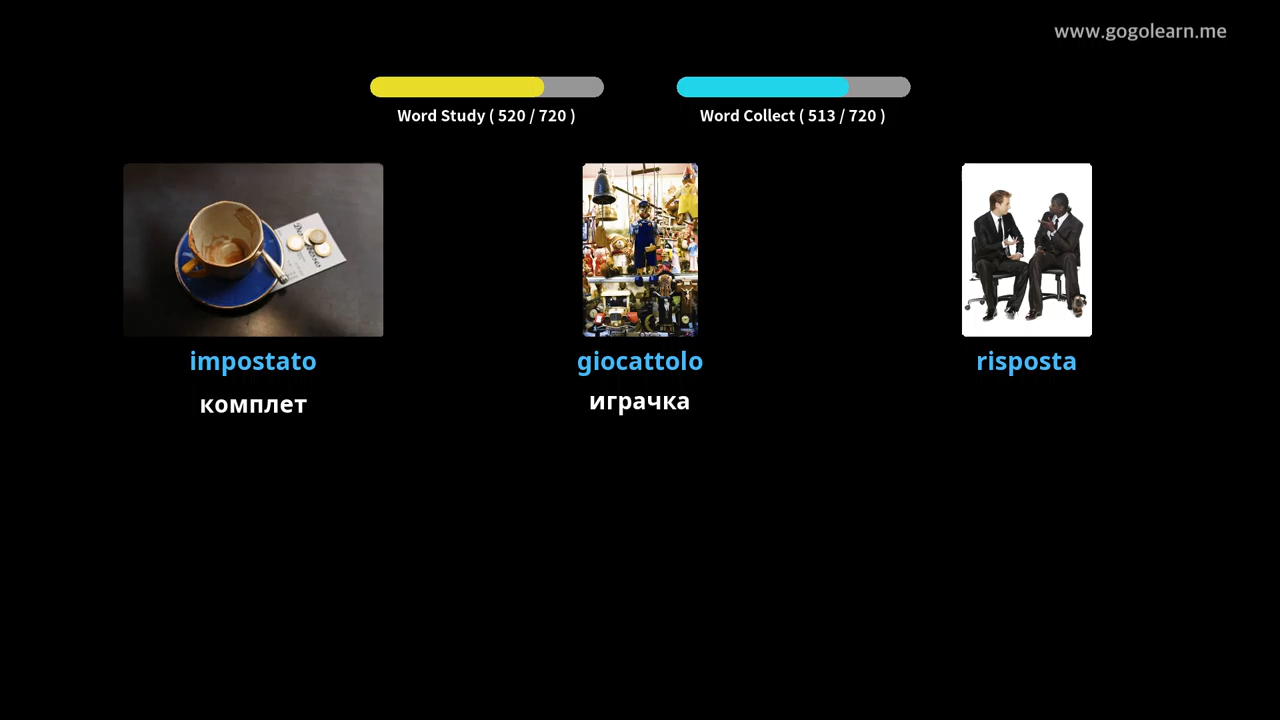 www.gogolearn.me
Word Study ( 520 / 720 )
Word Collect ( 513 / 720 )
impostato
giocattolo
risposta
комплет
играчка